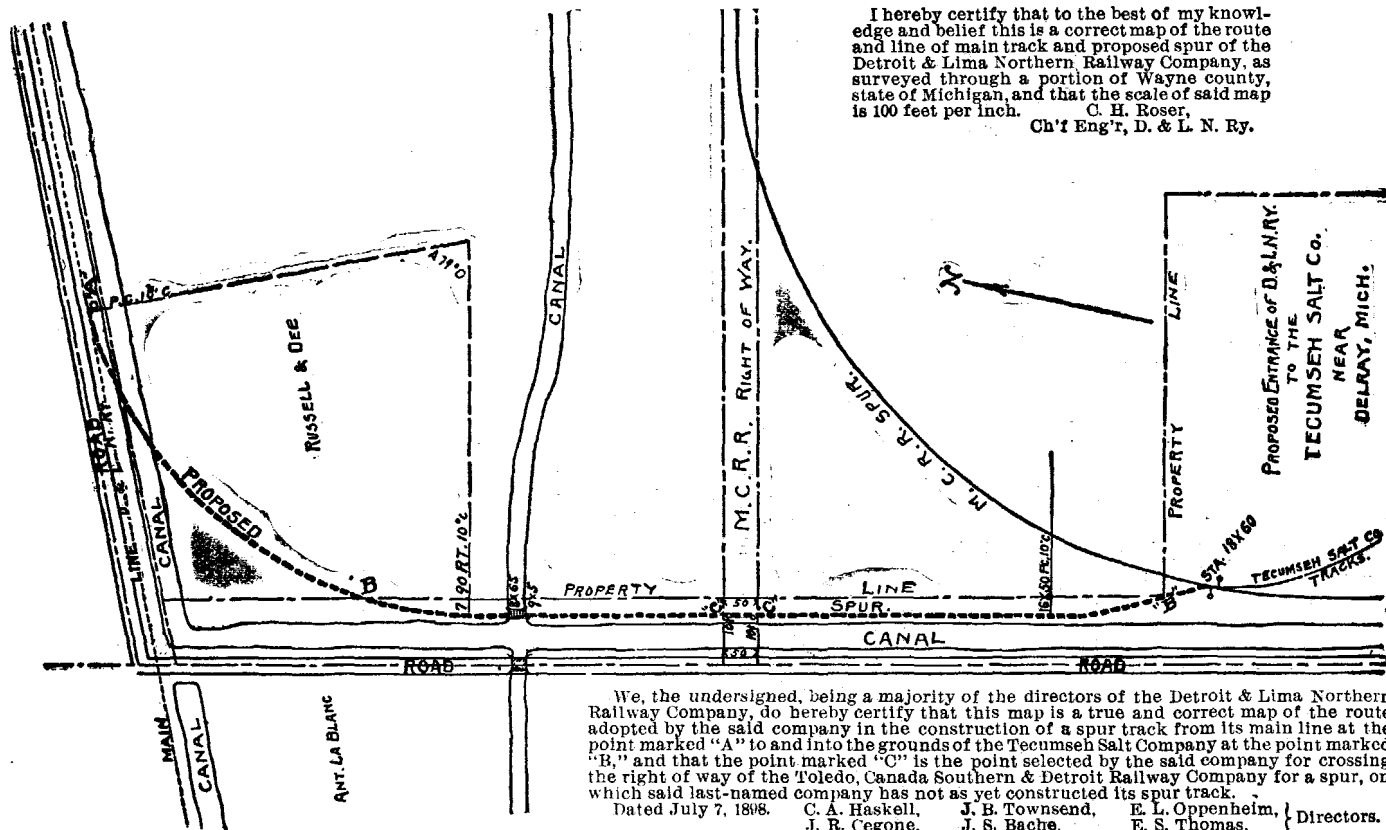 I hereby certify that to the best of my knowl-
edge and belief this is a correct map of the route
and line of main track and proposed spur of the
Detroit & Lima Northern Railway Company, as
surveyed through a portion of Wayne county,
state of Michigan, and that the scale of said map
is 100 feet per inch. C. H. Roser,
Ch'f Eng'r, D. & L. N. Ry.
PROPOSED ENTRANCE OF D.&L.N.RY.
TO THE
TECUMSEH SALT CO.
NEAR
DELRAY, MICH.
N
"A"
P.C. 18°C
A 79°0
RUSSELL & DEE
CANAL
M.C.R.R. RIGHT OF WAY.
M. C. R. R. SPUR.
PROPERTY LINE
ROAD
LINE D. & L. N. RY.
CANAL
PROPOSED
B
7 90 RT. 10°C
8X65
9X5
PROPERTY LINE
"C" 50' "C"
SPUR.
16X80 P.C. 10°C
"B"
STA. 18X60
TECUMSEH SALT CO
TRACKS.
CANAL
50
ROAD
ROAD
MAIN
CANAL
ANT. LA BLANC
We, the undersigned, being a majority of the directors of the Detroit & Lima Northern
Railway Company, do hereby certify that this map is a true and correct map of the route
adopted by the said company in the construction of a spur track from its main line at the
point marked "A" to and into the grounds of the Tecumseh Salt Company at the point marked
"B," and that the point marked "C" is the point selected by the said company for crossing
the right of way of the Toledo, Canada Southern & Detroit Railway Company for a spur, on
which said last-named company has not as yet constructed its spur track.
Dated July 7, 1898. C. A. Haskell, J. B. Townsend, E. L. Oppenheim, } Directors.
J. R. Cegone, J. S. Bache, E. S. Thomas,